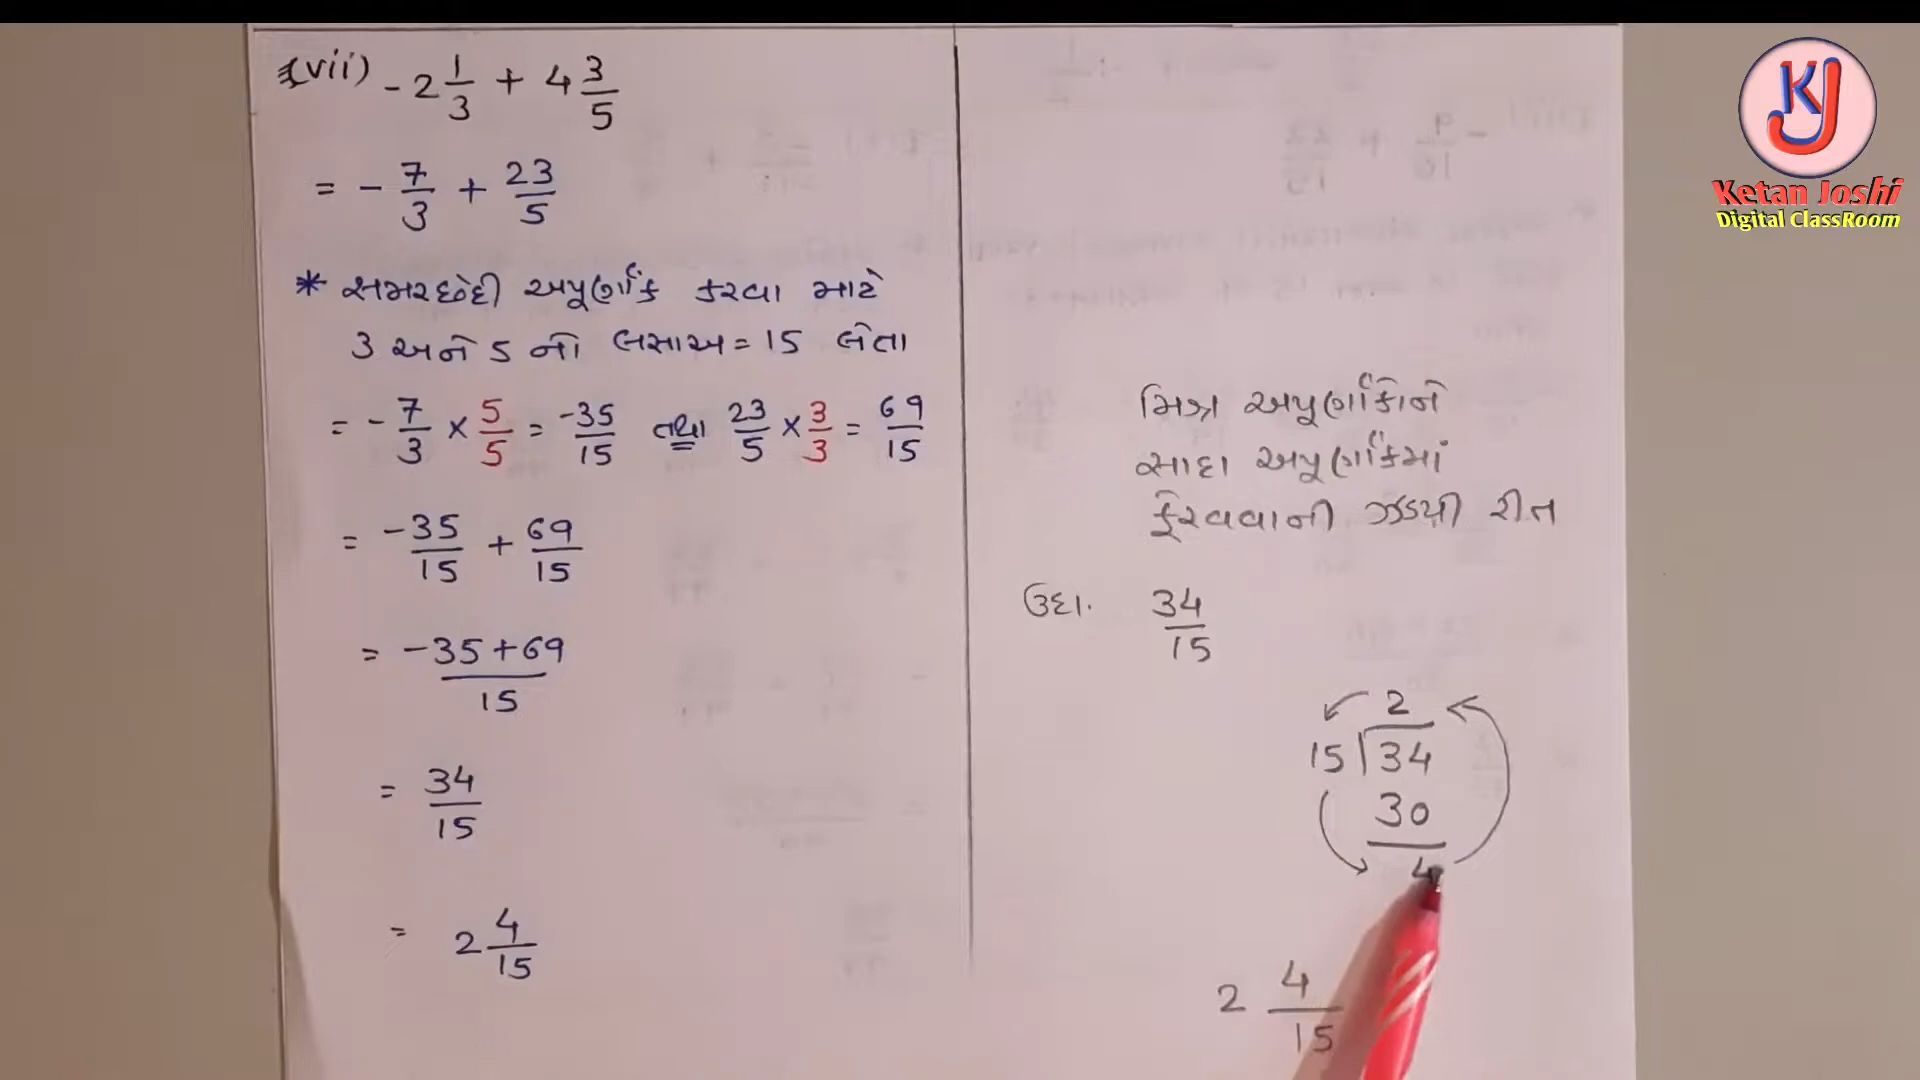 (vii) -2 1/3 + 4 3/5
= - 7/3 + 23/5
* સમચ્છેદી અપૂર્ણાંક કરવા માટે
3 અને 5 નો લસાઅ = 15 લેતા
= - 7/3 × 5/5 = -35/15 તથા 23/5 × 3/3 = 69/15
= -35/15 + 69/15
= -35+69/15
= 34/15
= 2 4/15
મિશ્ર અપૂર્ણાંકોને
સાદા અપૂર્ણાંકમાં
ફેરવવાની ઝડપી રીત
ઉદા. 34/15
2
15 34
30
4
2 4/15
KJ
Ketan Joshi
Digital ClassRoom